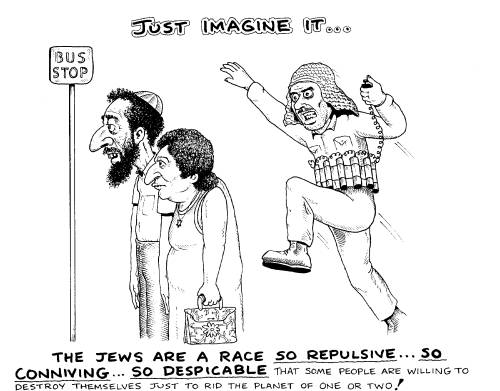 JUST IMAGINE IT...
BUS
STOP
THE JEWS ARE A RACE SO REPULSIVE... SO
CONNIVING... SO DESPICABLE THAT SOME PEOPLE ARE WILLING TO
DESTROY THEMSELVES JUST TO RID THE PLANET OF ONE OR TWO!